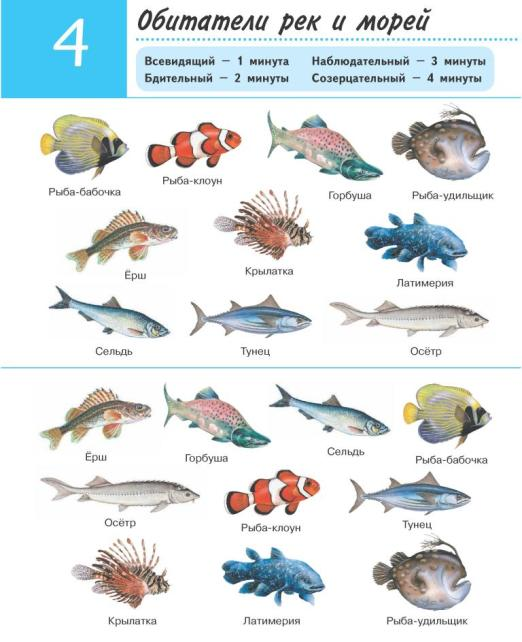 4
Обитатели рек и морей
Всевидящий – 1 минута
Бдительный – 2 минуты
Наблюдательный – 3 минуты
Созерцательный – 4 минуты
Рыба-бабочка
Рыба-клоун
Горбуша
Рыба-удильщик
Ёрш
Крылатка
Латимерия
Сельдь
Тунец
Осётр
Ёрш
Горбуша
Сельдь
Рыба-бабочка
Осётр
Рыба-клоун
Тунец
Крылатка
Латимерия
Рыба-удильщик